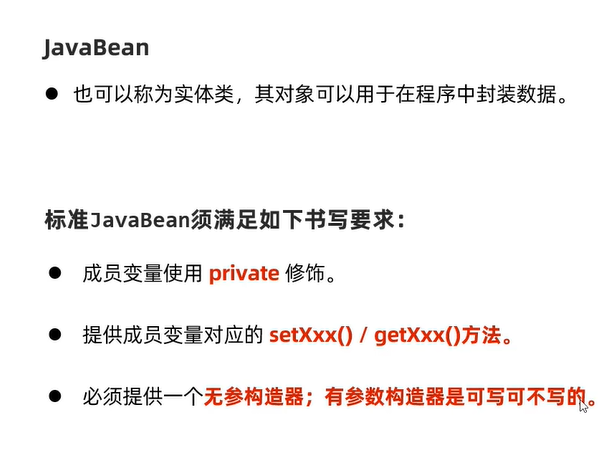 JavaBean
● 也可以称为实体类，其对象可以用于在程序中封装数据。
标准JavaBean须满足如下书写要求：
● 成员变量使用 private 修饰。
● 提供成员变量对应的 setXxx() / getXxx()方法。
● 必须提供一个无参构造器；有参数构造器是可写可不写的。